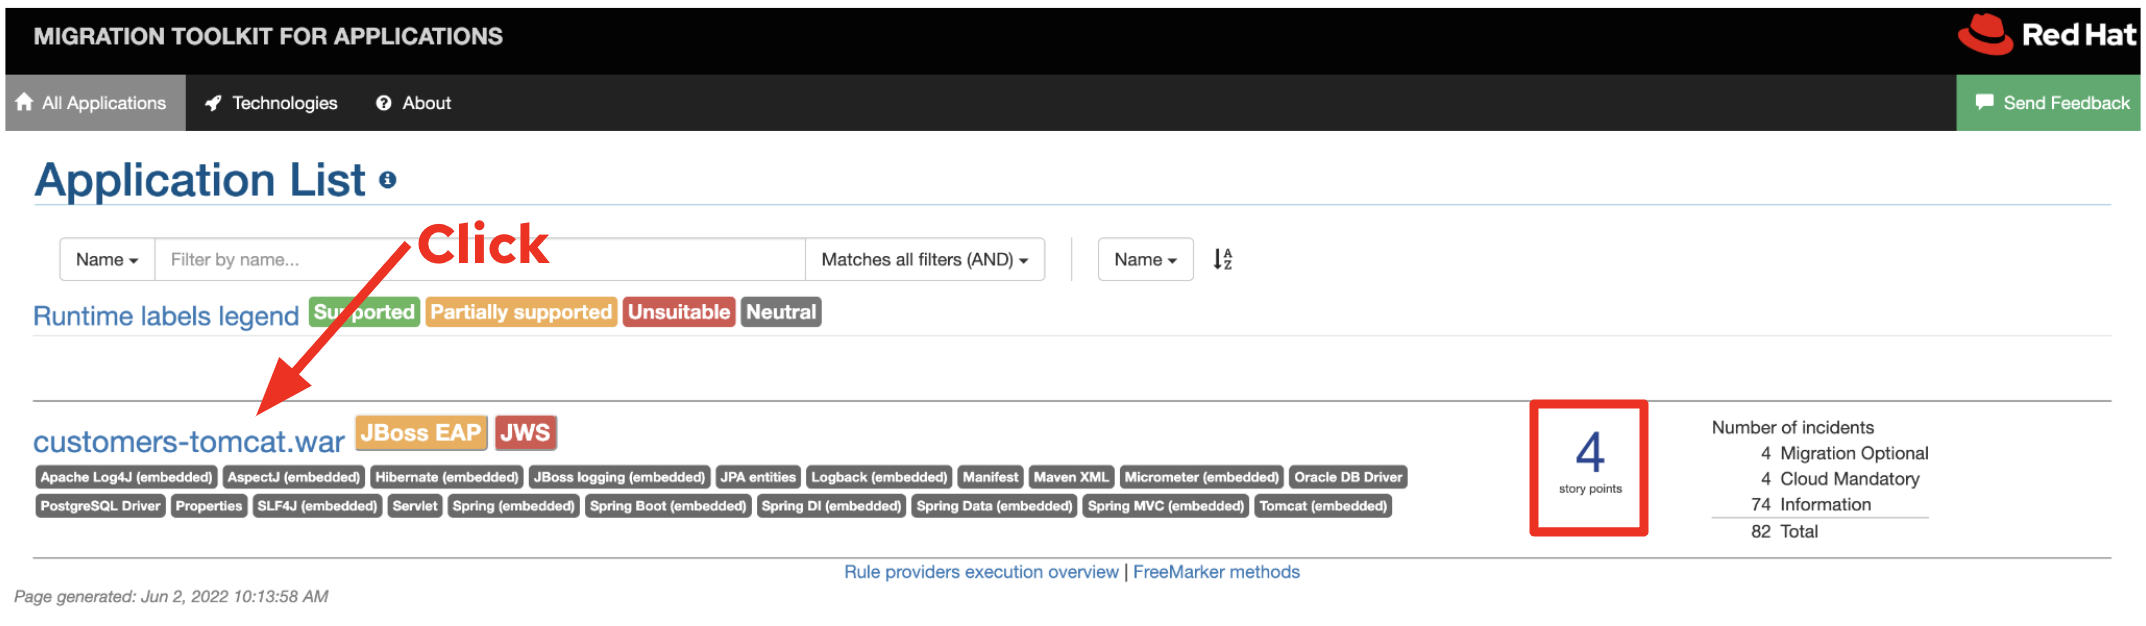 MIGRATION TOOLKIT FOR APPLICATIONS
Red Hat
All Applications Technologies About Send Feedback
Application List
Click
Name Filter by name... Matches all filters (AND) Name
Runtime labels legend Supported Partially supported Unsuitable Neutral
customers-tomcat.war JBoss EAP JWS
Apache Log4J (embedded) AspectJ (embedded) Hibernate (embedded) JBoss logging (embedded) JPA entities Logback (embedded) Manifest Maven XML Micrometer (embedded) Oracle DB Driver
PostgreSQL Driver Properties SLF4J (embedded) Servlet Spring (embedded) Spring Boot (embedded) Spring DI (embedded) Spring Data (embedded) Spring MVC (embedded) Tomcat (embedded)
4
story points
Number of incidents
4 Migration Optional
4 Cloud Mandatory
74 Information
82 Total
Rule providers execution overview | FreeMarker methods
Page generated: Jun 2, 2022 10:13:58 AM